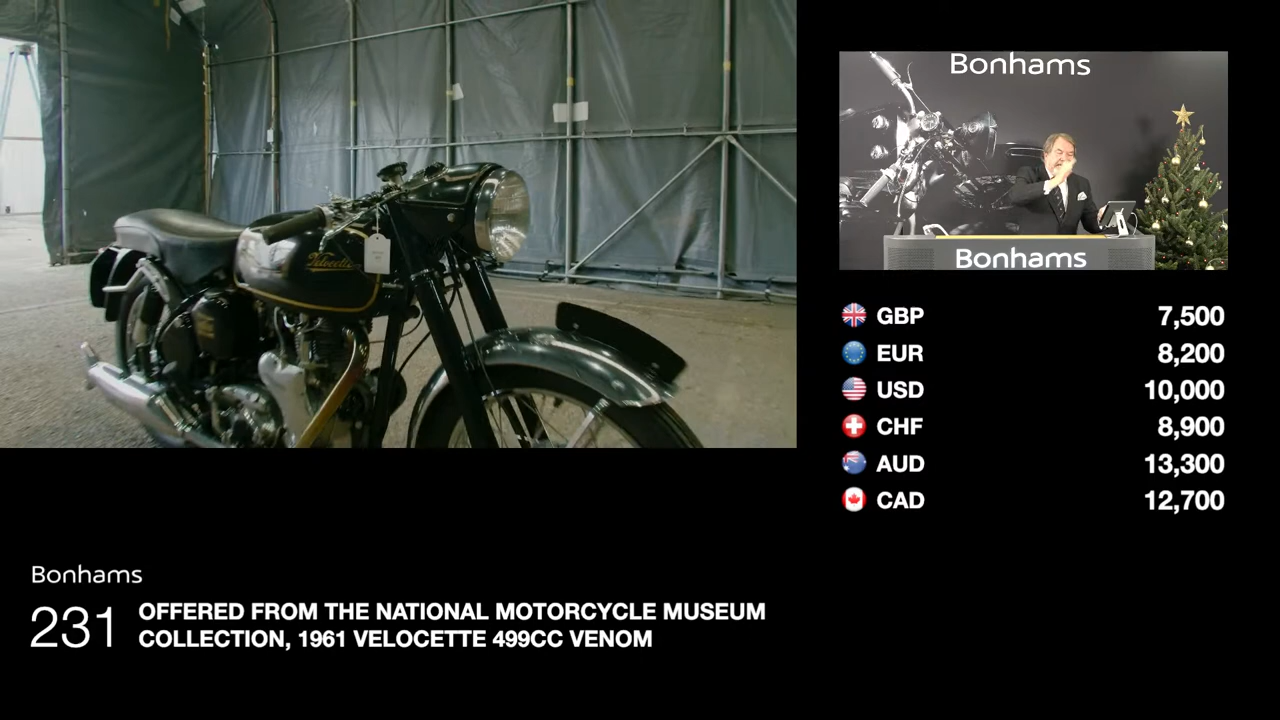 Velocette
Bonhams
Bonhams
GBP 7,500
EUR 8,200
USD 10,000
CHF 8,900
AUD 13,300
CAD 12,700
Bonhams
231 OFFERED FROM THE NATIONAL MOTORCYCLE MUSEUM
COLLECTION, 1961 VELOCETTE 499CC VENOM